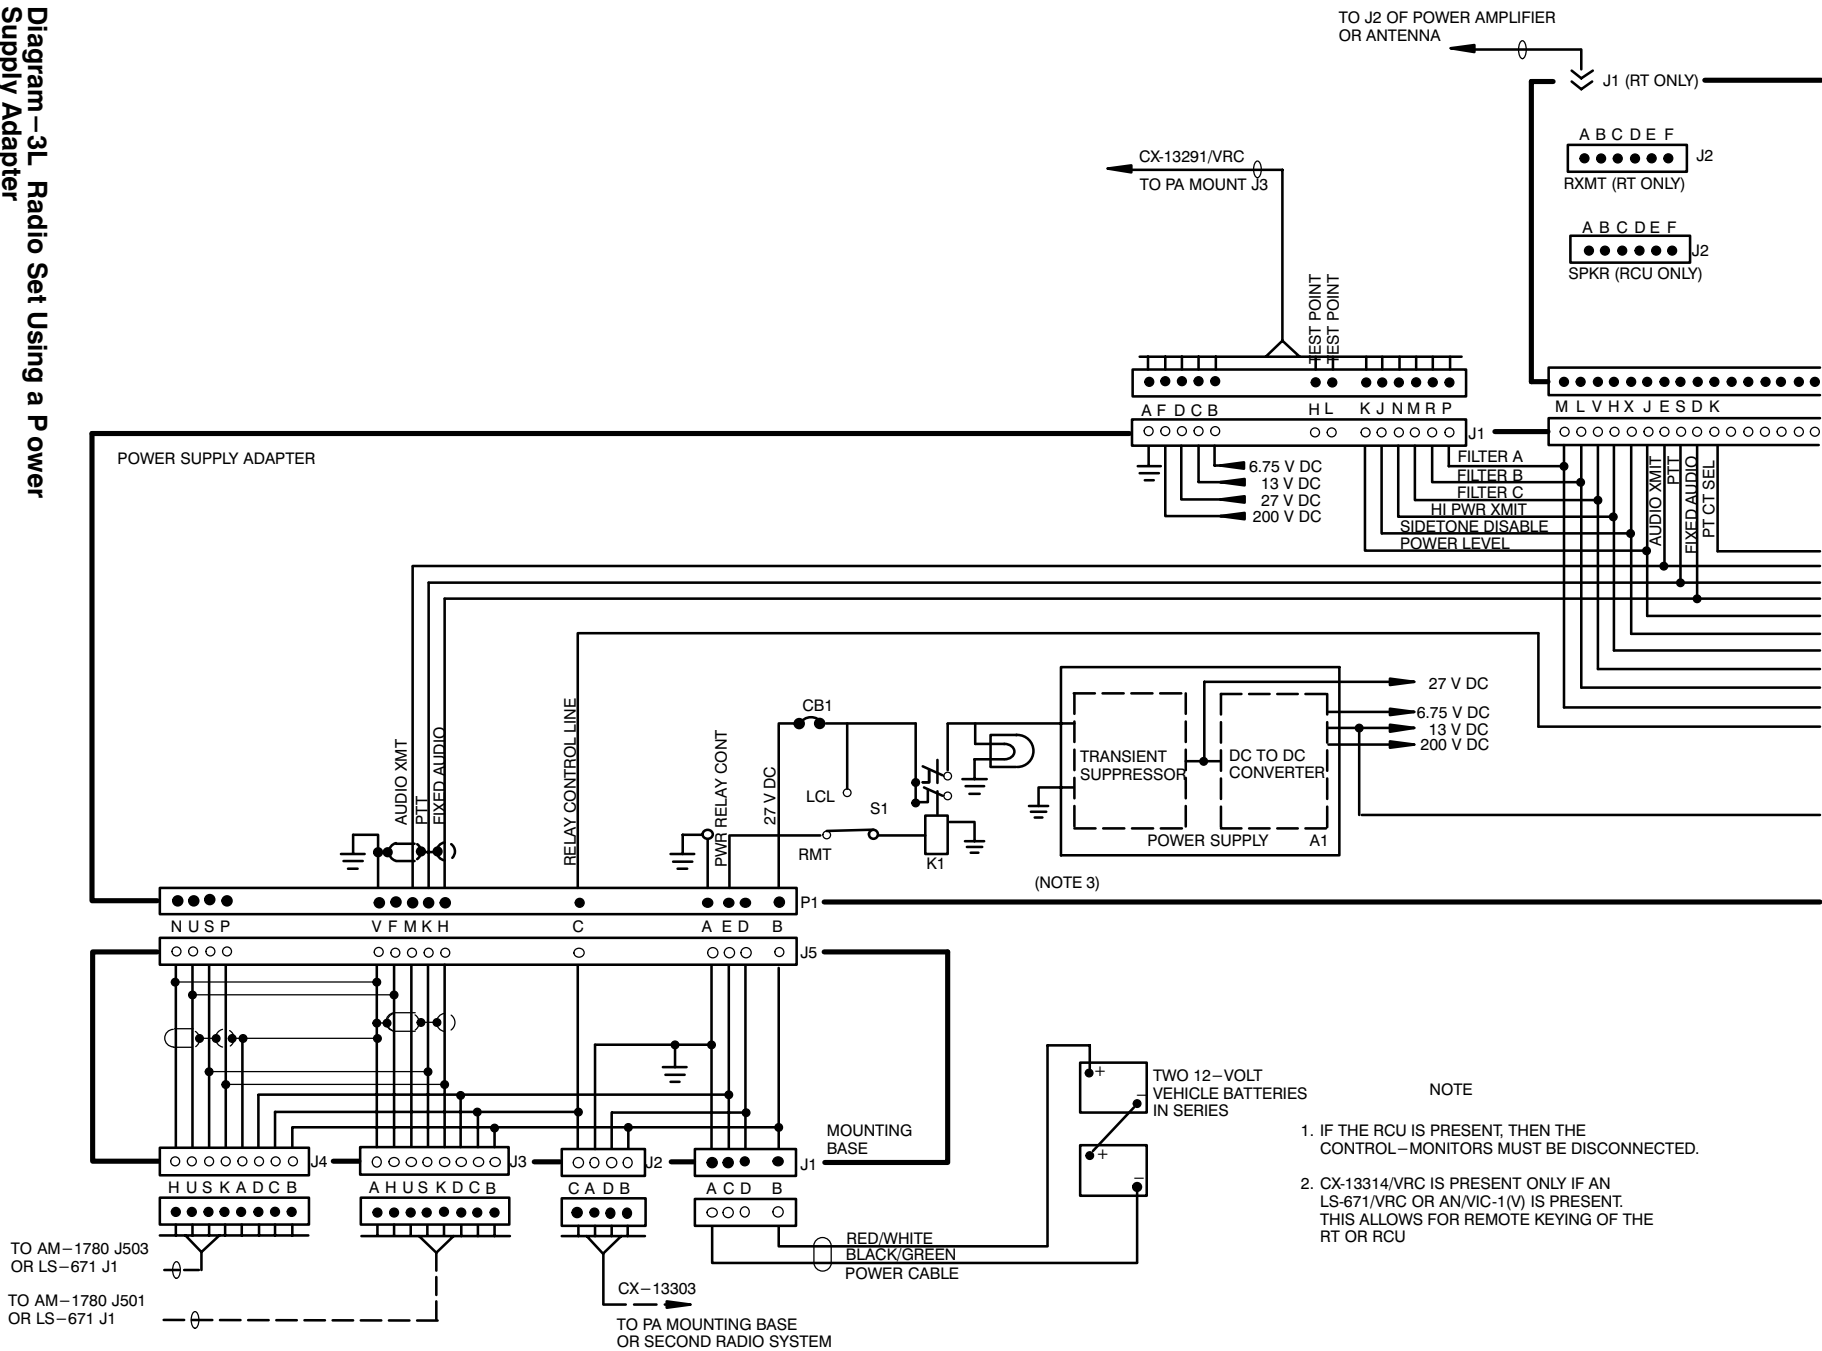 Diagram−3L Radio Set Using a Power
Supply Adapter
TO J2 OF POWER AMPLIFIER
OR ANTENNA
J1 (RT ONLY)
A B C D E F
J2
RXMT (RT ONLY)
A B C D E F
J2
SPKR (RCU ONLY)
CX-13291/VRC
TO PA MOUNT J3
TEST POINT
TEST POINT
A F D C B H L K J N M R P
J1
M L V H X J E S D K
POWER SUPPLY ADAPTER
6.75 V DC
13 V DC
27 V DC
200 V DC
FILTER A
FILTER B
FILTER C
HI PWR XMIT
SIDETONE DISABLE
POWER LEVEL
AUDIO XMIT
PTT
FIXED AUDIO
PT CT SEL
AUDIO XMT
PTT
FIXED AUDIO
RELAY CONTROL LINE
PWR RELAY CONT
27 V DC
CB1
LCL
S1
RMT
K1
TRANSIENT
SUPPRESSOR
DC TO DC
CONVERTER
POWER SUPPLY A1
27 V DC
6.75 V DC
13 V DC
200 V DC
(NOTE 3)
P1
N U S P V F M K H C A E D B
J5
MOUNTING
BASE
J4
J3
J2
J1
H U S K A D C B
A H U S K D C B
C A D B
A C D B
TWO 12−VOLT
VEHICLE BATTERIES
IN SERIES
+
−
+
−
RED/WHITE
BLACK/GREEN
POWER CABLE
TO AM−1780 J503
OR LS−671 J1
TO AM−1780 J501
OR LS−671 J1
CX−13303
TO PA MOUNTING BASE
OR SECOND RADIO SYSTEM
NOTE
1. IF THE RCU IS PRESENT, THEN THE
CONTROL−MONITORS MUST BE DISCONNECTED.
2. CX-13314/VRC IS PRESENT ONLY IF AN
LS-671/VRC OR AN/VIC-1(V) IS PRESENT.
THIS ALLOWS FOR REMOTE KEYING OF THE
RT OR RCU